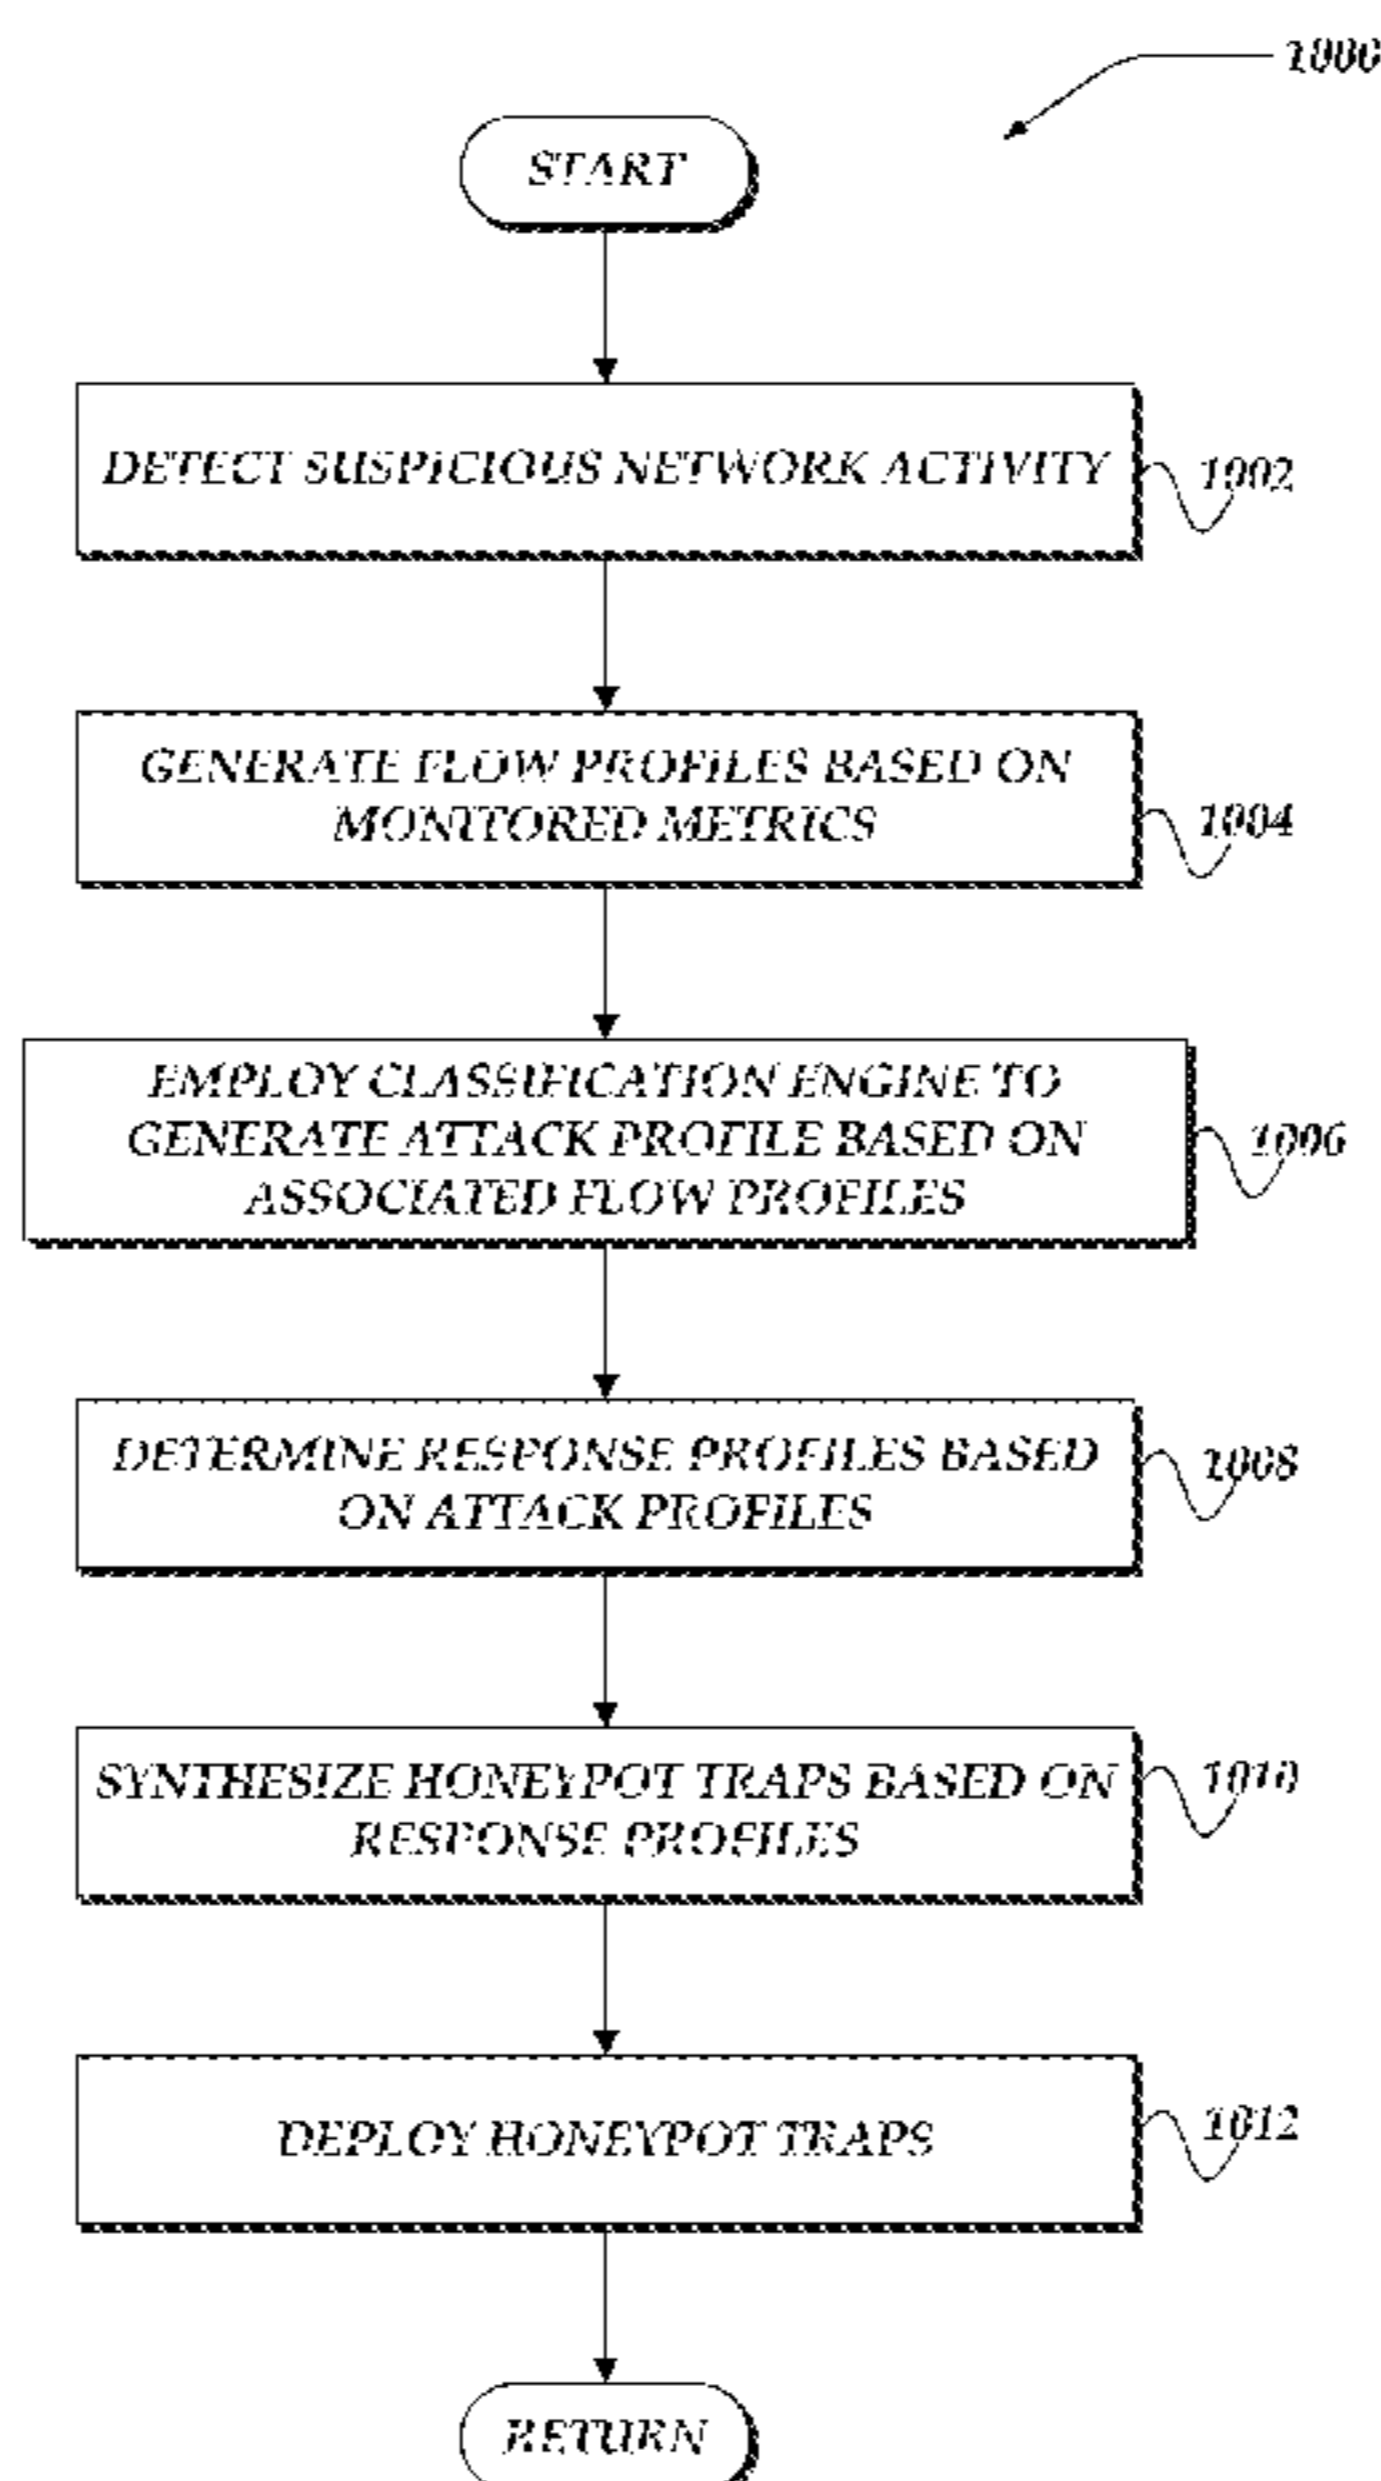 1000
START
DETECT SUSPICIOUS NETWORK ACTIVITY
1002
GENERATE FLOW PROFILES BASED ON
MONITORED METRICS
1004
EMPLOY CLASSIFICATION ENGINE TO
GENERATE ATTACK PROFILE BASED ON
ASSOCIATED FLOW PROFILES
1006
DETERMINE RESPONSE PROFILES BASED
ON ATTACK PROFILES
1008
SYNTHESIZE HONEYPOT TRAPS BASED ON
RESPONSE PROFILES
1010
DEPLOY HONEYPOT TRAPS
1012
RETURN